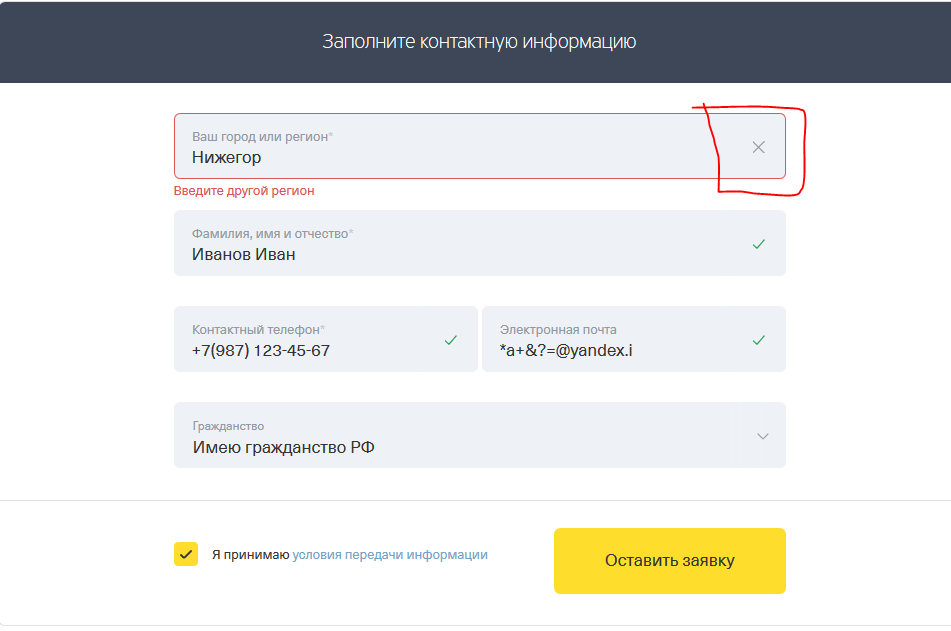 Заполните контактную информацию
Ваш город или регион*
Нижегор
Введите другой регион
Фамилия, имя и отчество*
Иванов Иван
Контактный телефон*
+7(987) 123-45-67
Электронная почта
*a+&?=@yandex.i
Гражданство
Имею гражданство РФ
Я принимаю условия передачи информации
Оставить заявку